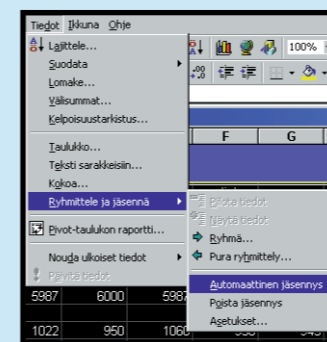 Tiedot Ikkuna Ohje
Lajittele...
100%
Suodata
Lomake...
Välisummat...
Kelpoisuustarkistus...
F G
Taulukko...
Teksti sarakkeisiin...
Kokoa...
Ryhmittele ja jäsennä
Piilota tiedot
Näytä tiedot
Pivot-taulukon raportti...
Ryhmä...
Nouda ulkoiset tiedot
Pura ryhmittely...
Päivitä tiedot
Automaattinen jäsennys
5987 6000 5987
Poista jäsennys
Asetukset...
1022 950 1060